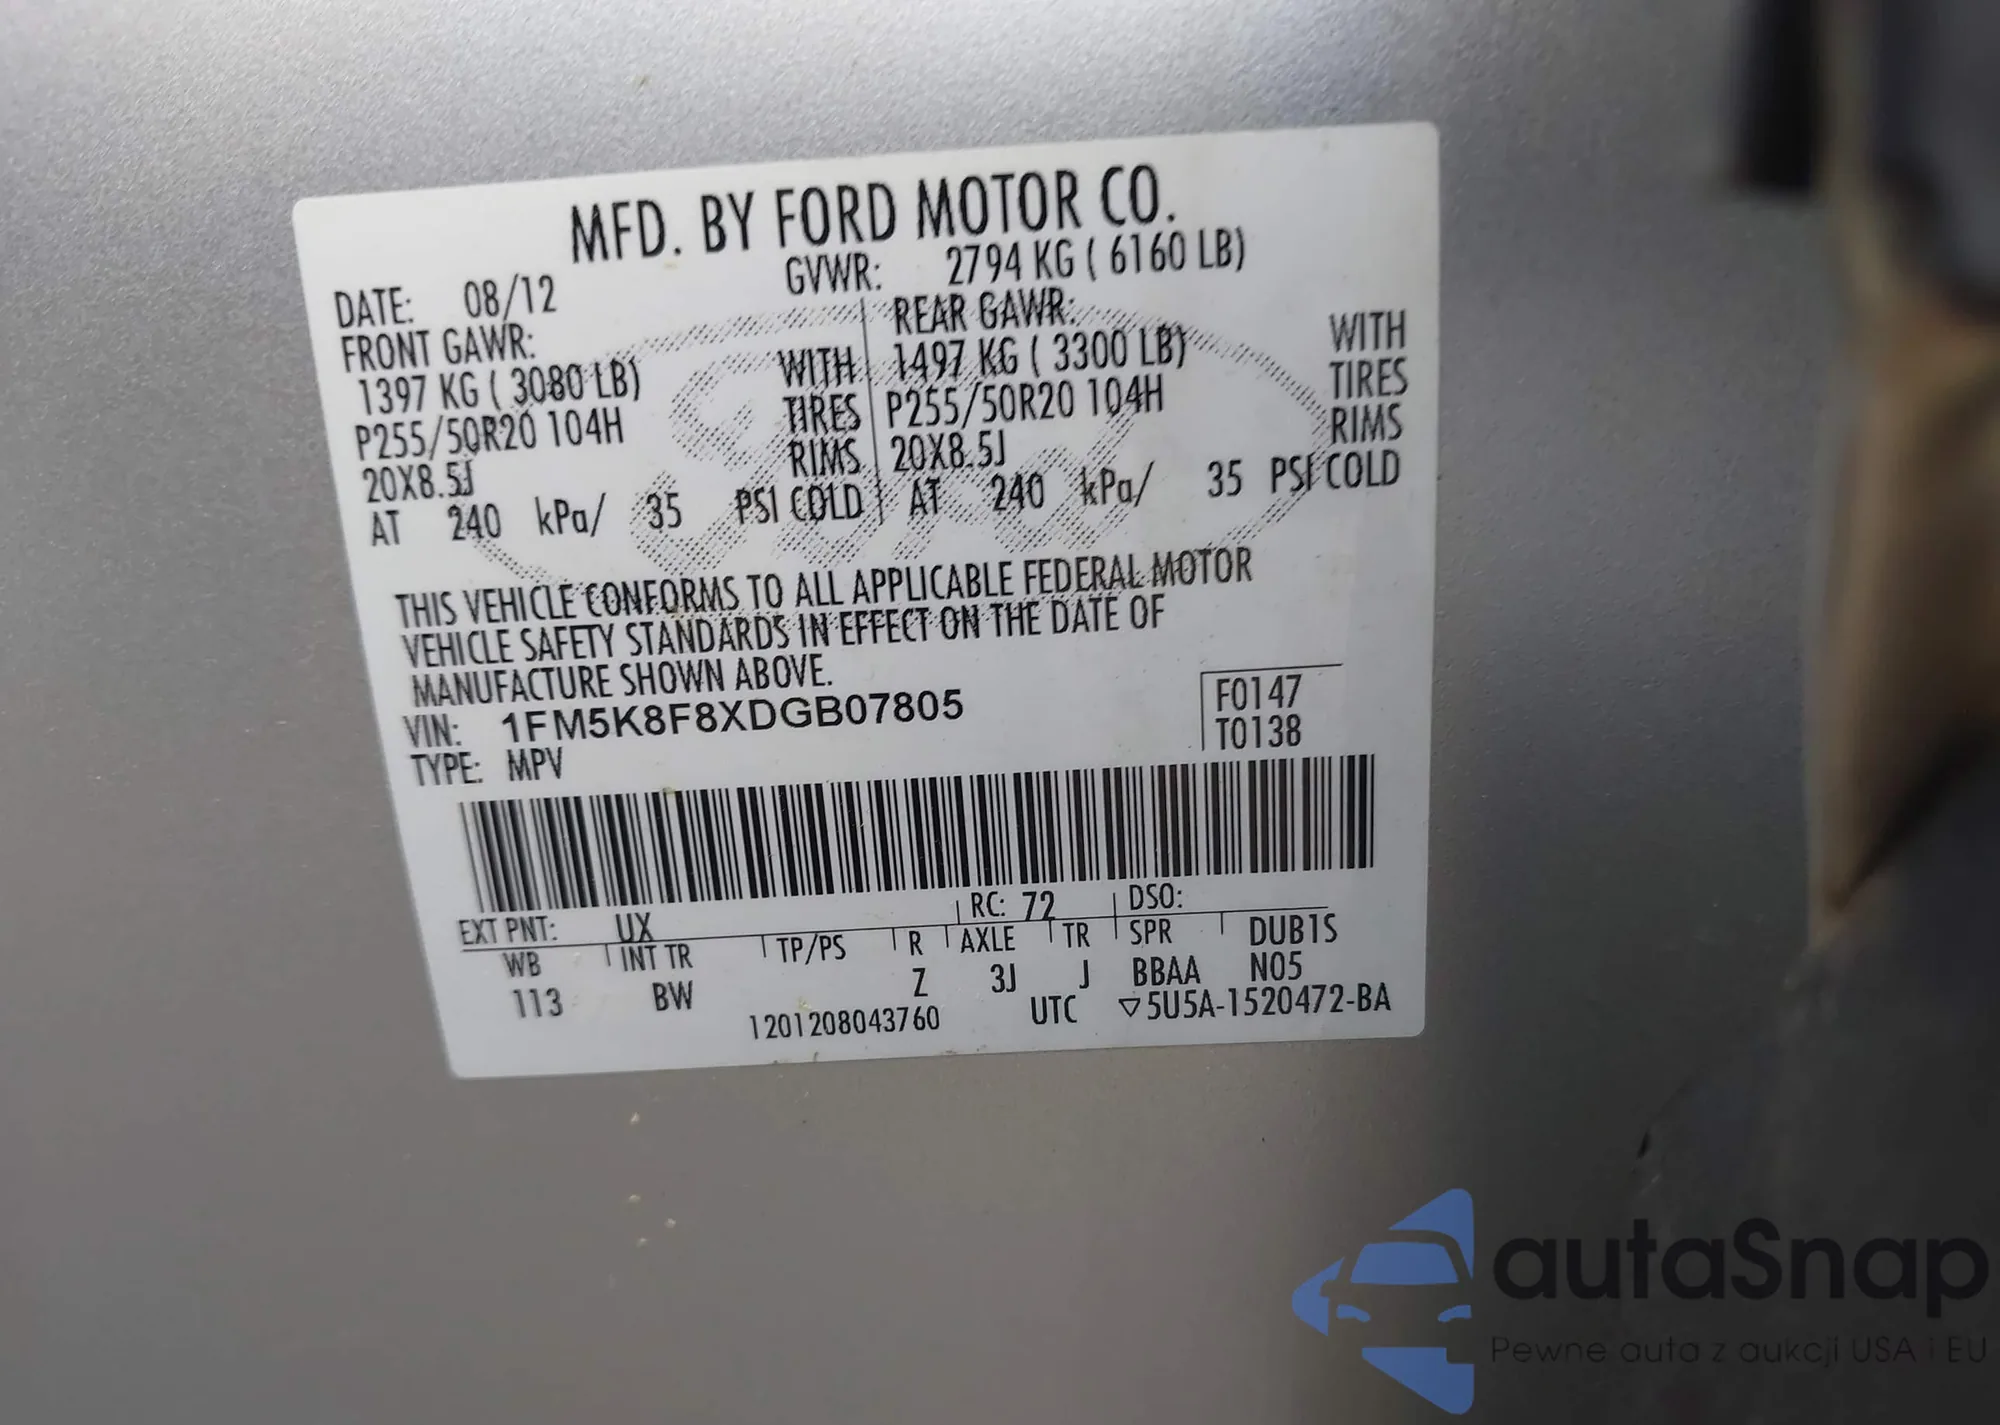 MFD. BY FORD MOTOR CO.
DATE: 08/12 GVWR: 2794 KG ( 6160 LB)
FRONT GAWR: REAR GAWR:
1397 KG ( 3080 LB) WITH 1497 KG ( 3300 LB) WITH
P255/50R20 104H TIRES P255/50R20 104H TIRES
20X8.5J RIMS 20X8.5J RIMS
AT 240 kPa/ 35 PSI COLD AT 240 kPa/ 35 PSI COLD
THIS VEHICLE CONFORMS TO ALL APPLICABLE FEDERAL MOTOR
VEHICLE SAFETY STANDARDS IN EFFECT ON THE DATE OF
MANUFACTURE SHOWN ABOVE.
VIN: 1FM5K8F8XDGB07805 F0147
TYPE: MPV T0138
EXT PNT: UX RC: 72 DSO:
WB INT TR TP/PS R AXLE TR SPR DUB1S
113 BW Z 3J J BBAA N05
1201208043760 UTC ▽5U5A-1520472-BA
autaSnap
Pewne auta z aukcji USA i EU